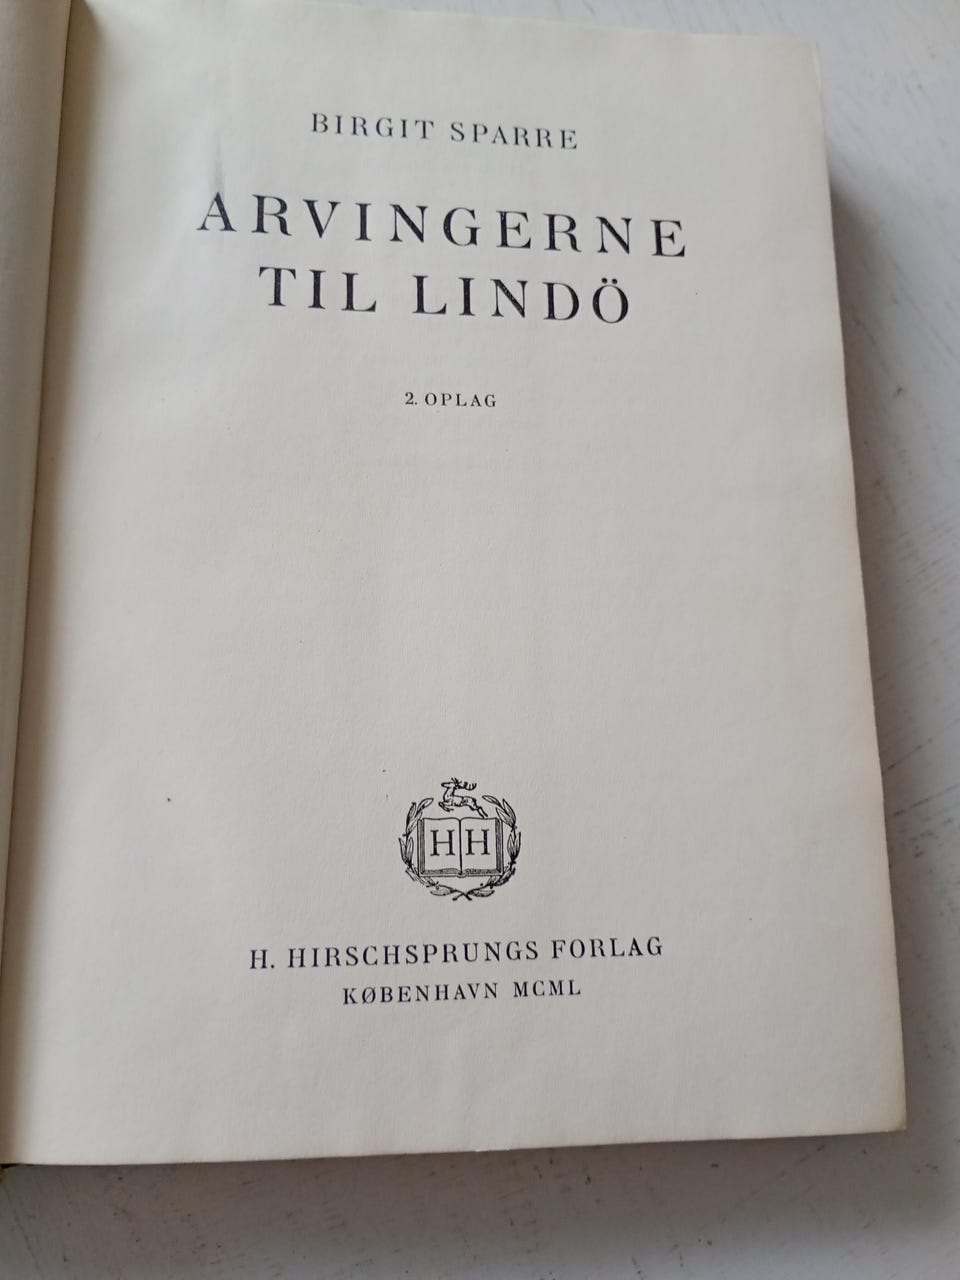 BIRGIT SPARRE
ARVINGERNE
TIL LINDÖ
2. OPLAG
HH
H. HIRSCHSPRUNGS FORLAG
KØBENHAVN MCML